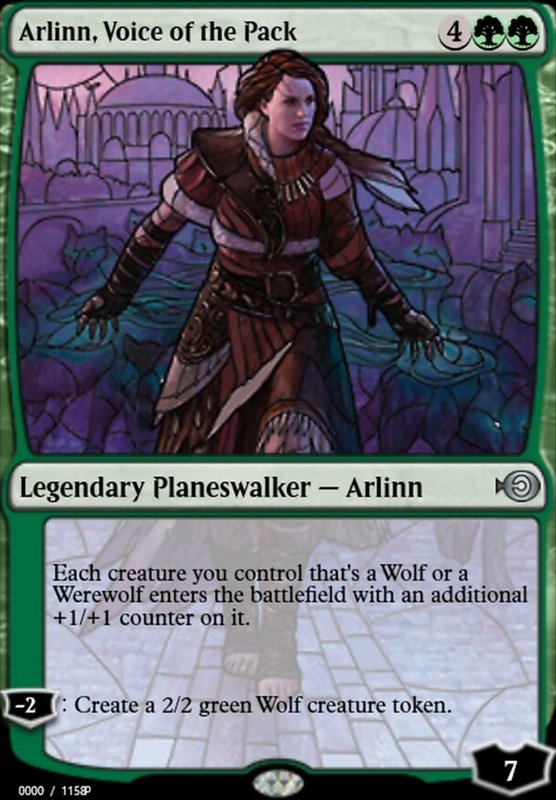 Arlinn, Voice of the Pack 4
Legendary Planeswalker — Arlinn
Each creature you control that's a Wolf or a
Werewolf enters the battlefield with an additional
+1/+1 counter on it.
-2 : Create a 2/2 green Wolf creature token.
7
0000 / 1158P